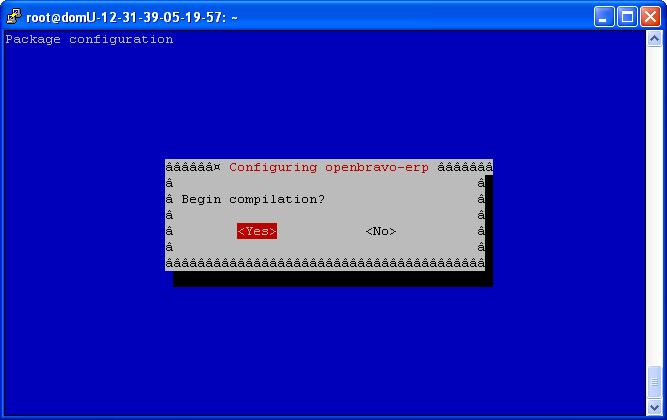 root@domU-12-31-39-05-19-57: ~
Package configuration
ââââââ¤ Configuring openbravo-erp âââââââ
â â
â Begin compilation? â
â â
â <Yes> <No> â
â â
ââââââââââââââââââââââââââââââââââââââââ